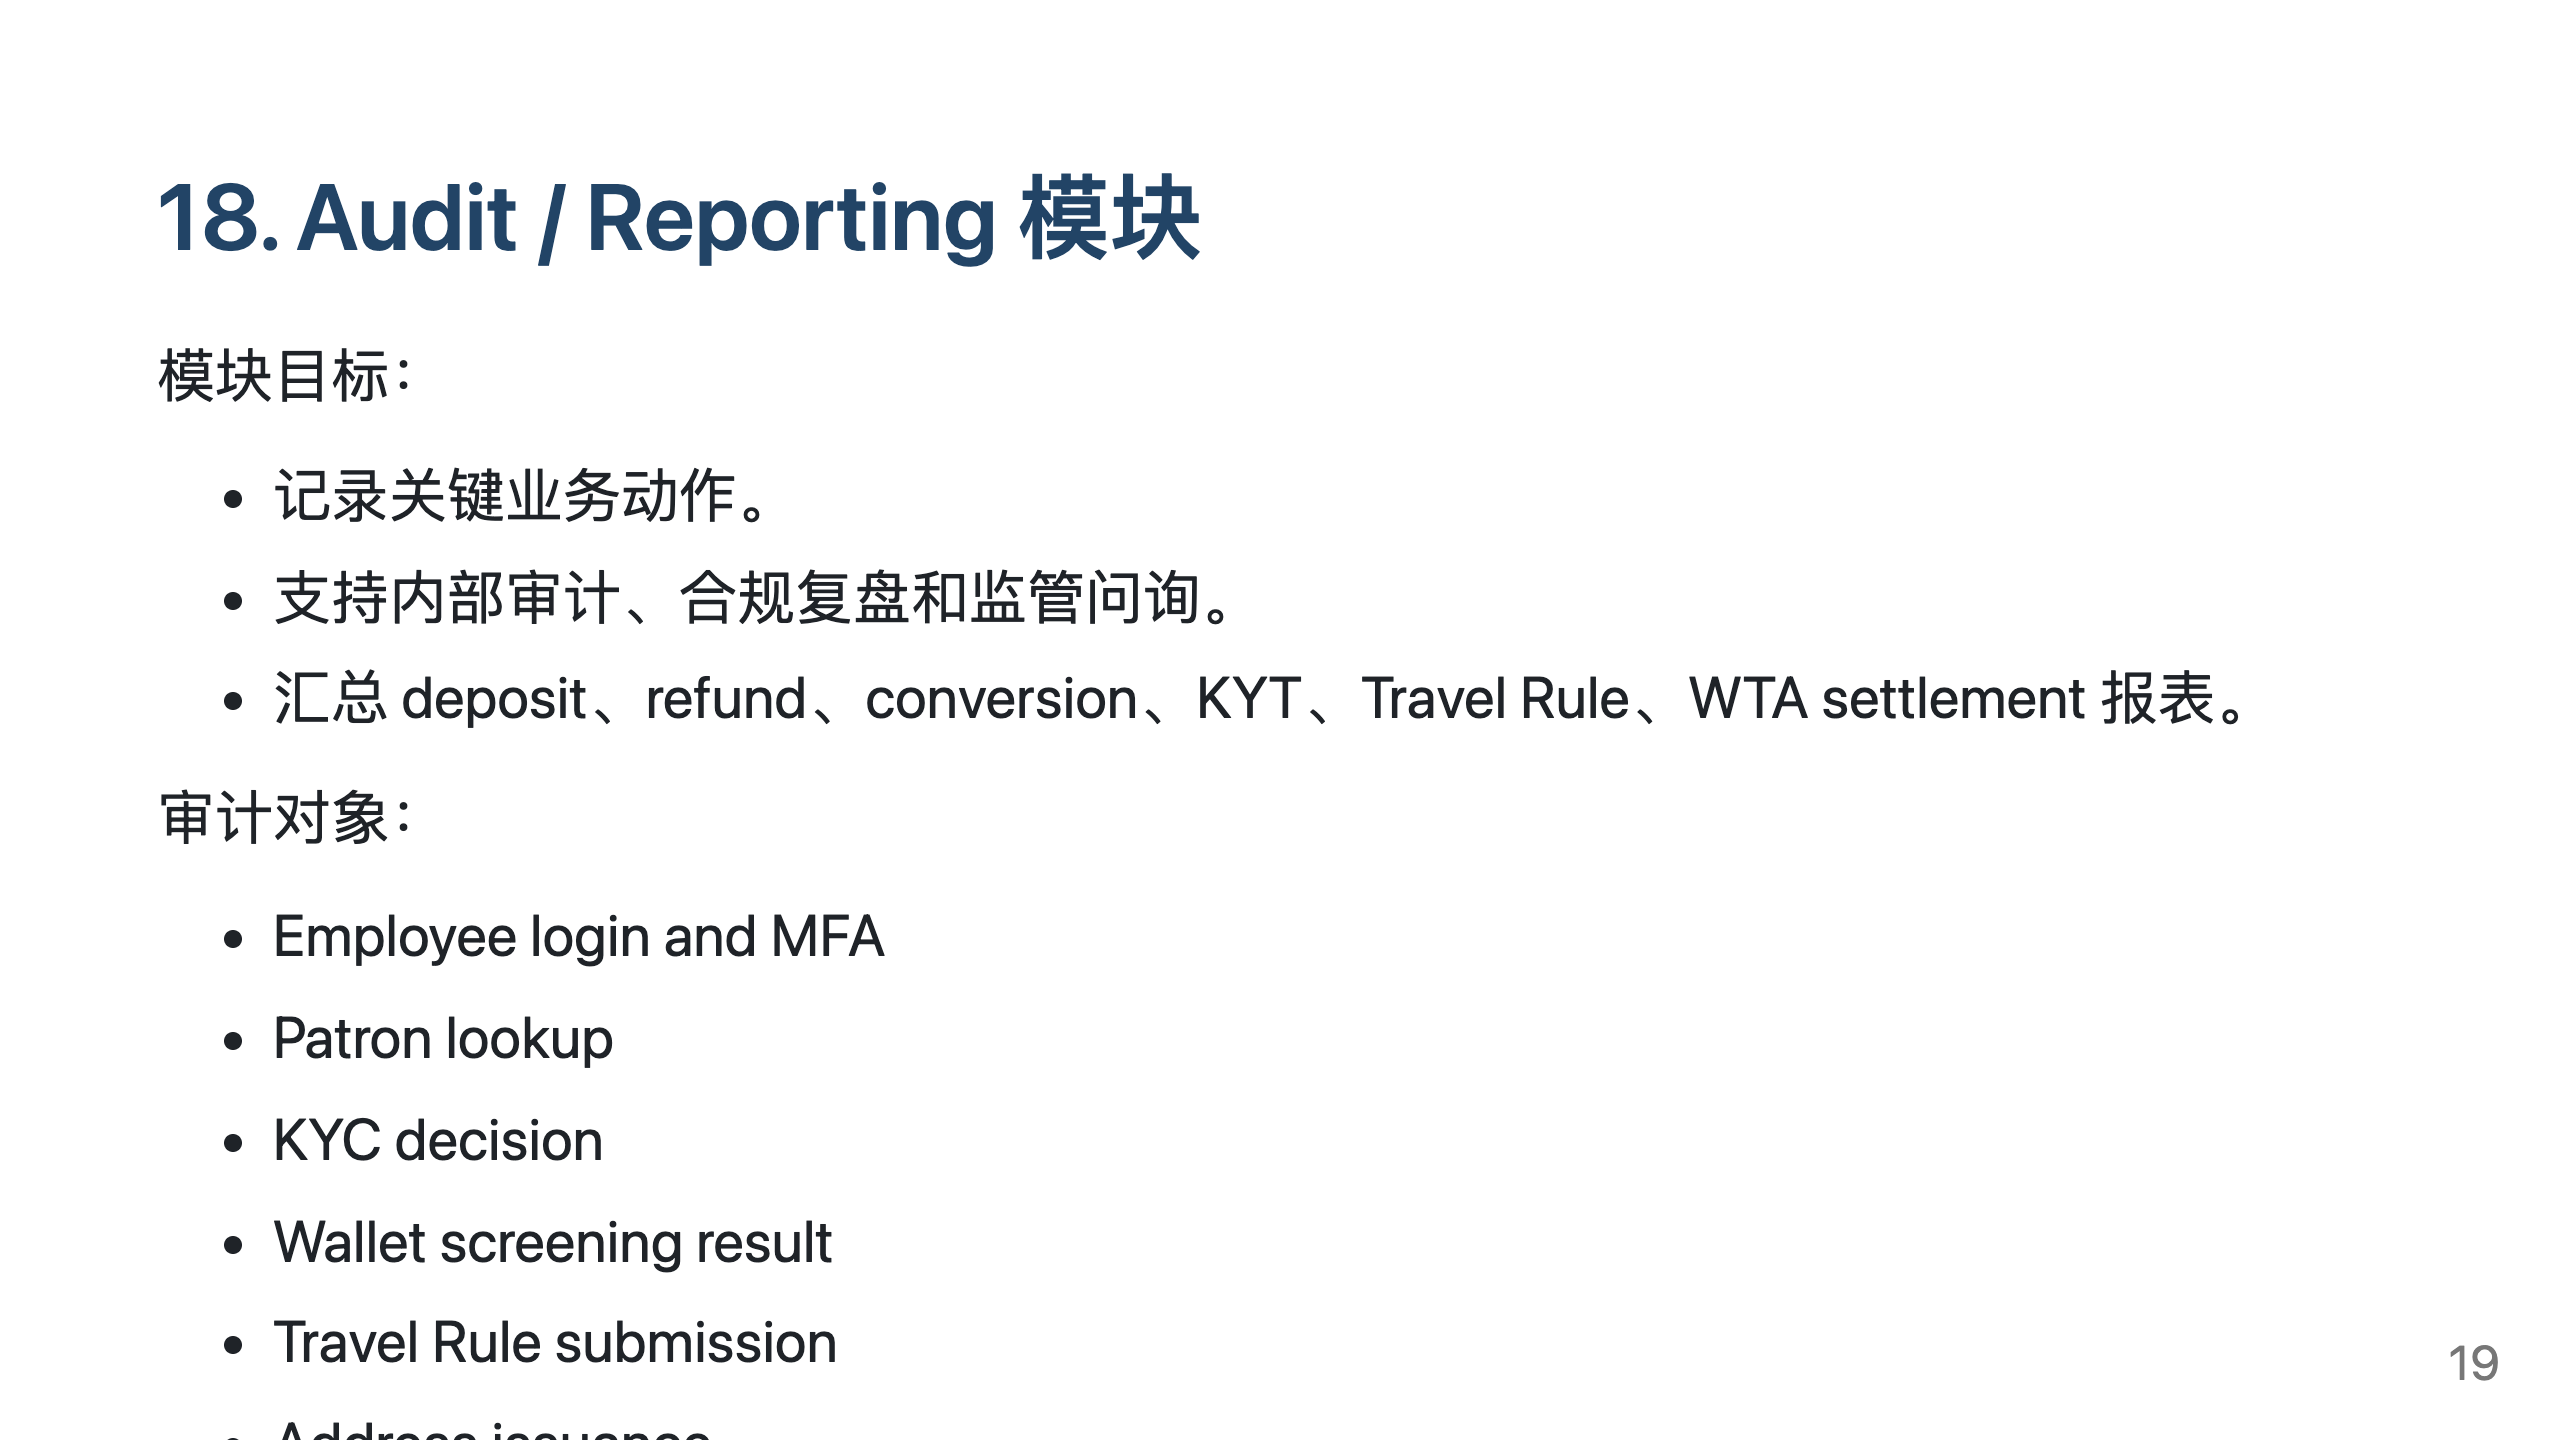 18. Audit / Reporting 模块
模块目标：
• 记录关键业务动作。
• 支持内部审计、合规复盘和监管问询。
• 汇总 deposit、refund、conversion、KYT、Travel Rule、WTA settlement 报表。
审计对象：
• Employee login and MFA
• Patron lookup
• KYC decision
• Wallet screening result
• Travel Rule submission
• Address issuance
19